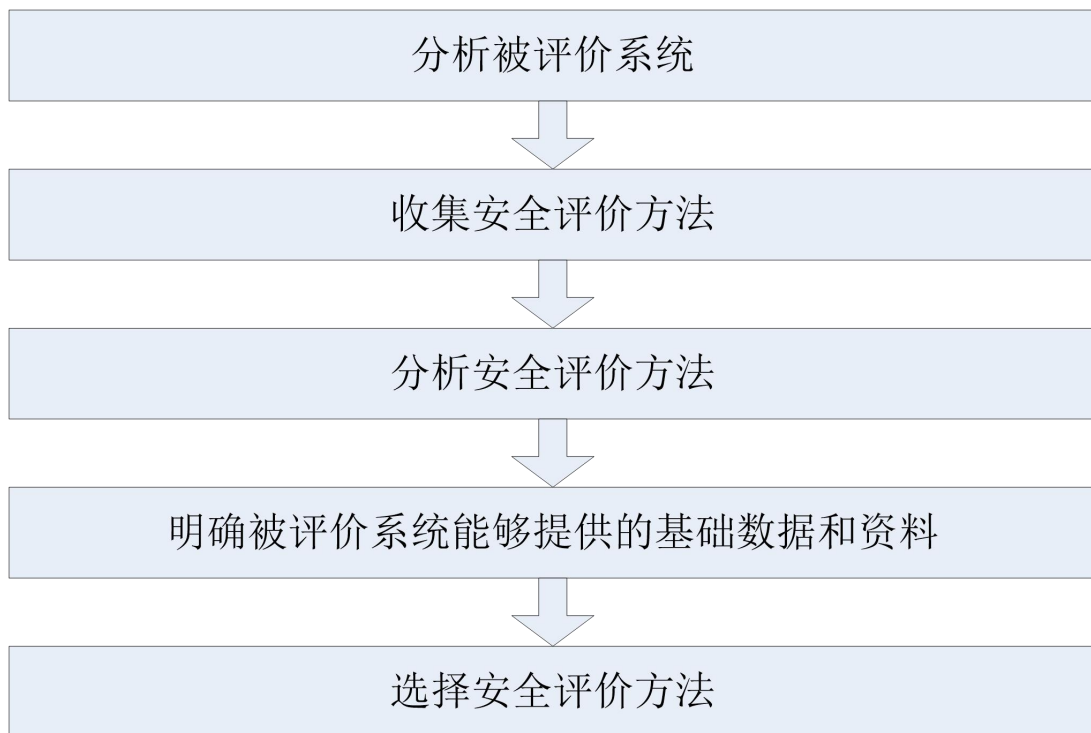 分析被评价系统
收集安全评价方法
分析安全评价方法
明确被评价系统能够提供的基础数据和资料
选择安全评价方法